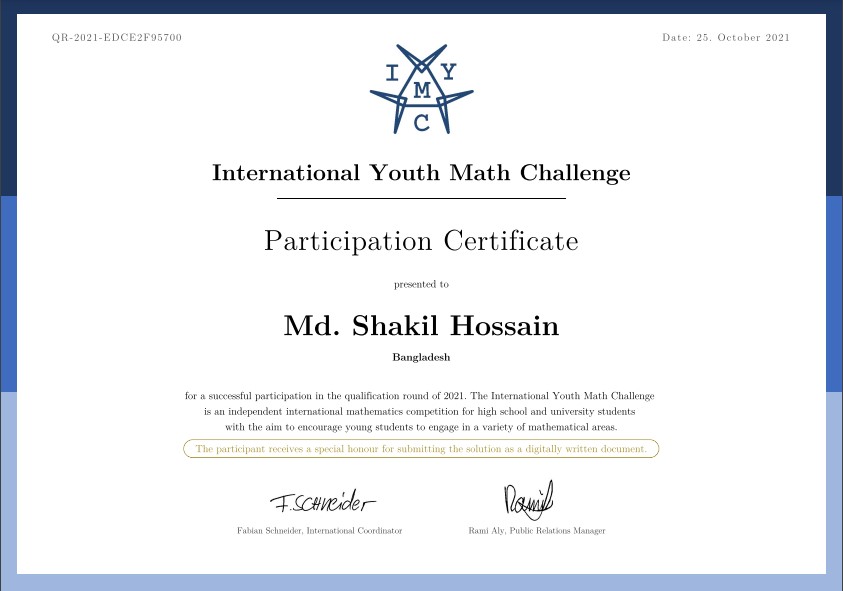 QR-2021-EDCE2F95700
Date: 25. October 2021
I Y
M
C
International Youth Math Challenge
Participation Certificate
presented to
Md. Shakil Hossain
Bangladesh
for a successful participation in the qualification round of 2021. The International Youth Math Challenge
is an independent international mathematics competition for high school and university students
with the aim to encourage young students to engage in a variety of mathematical areas.
The participant receives a special honour for submitting the solution as a digitally written document.
F. SCHNeider
Ramil
Fabian Schneider, International Coordinator
Rami Aly, Public Relations Manager